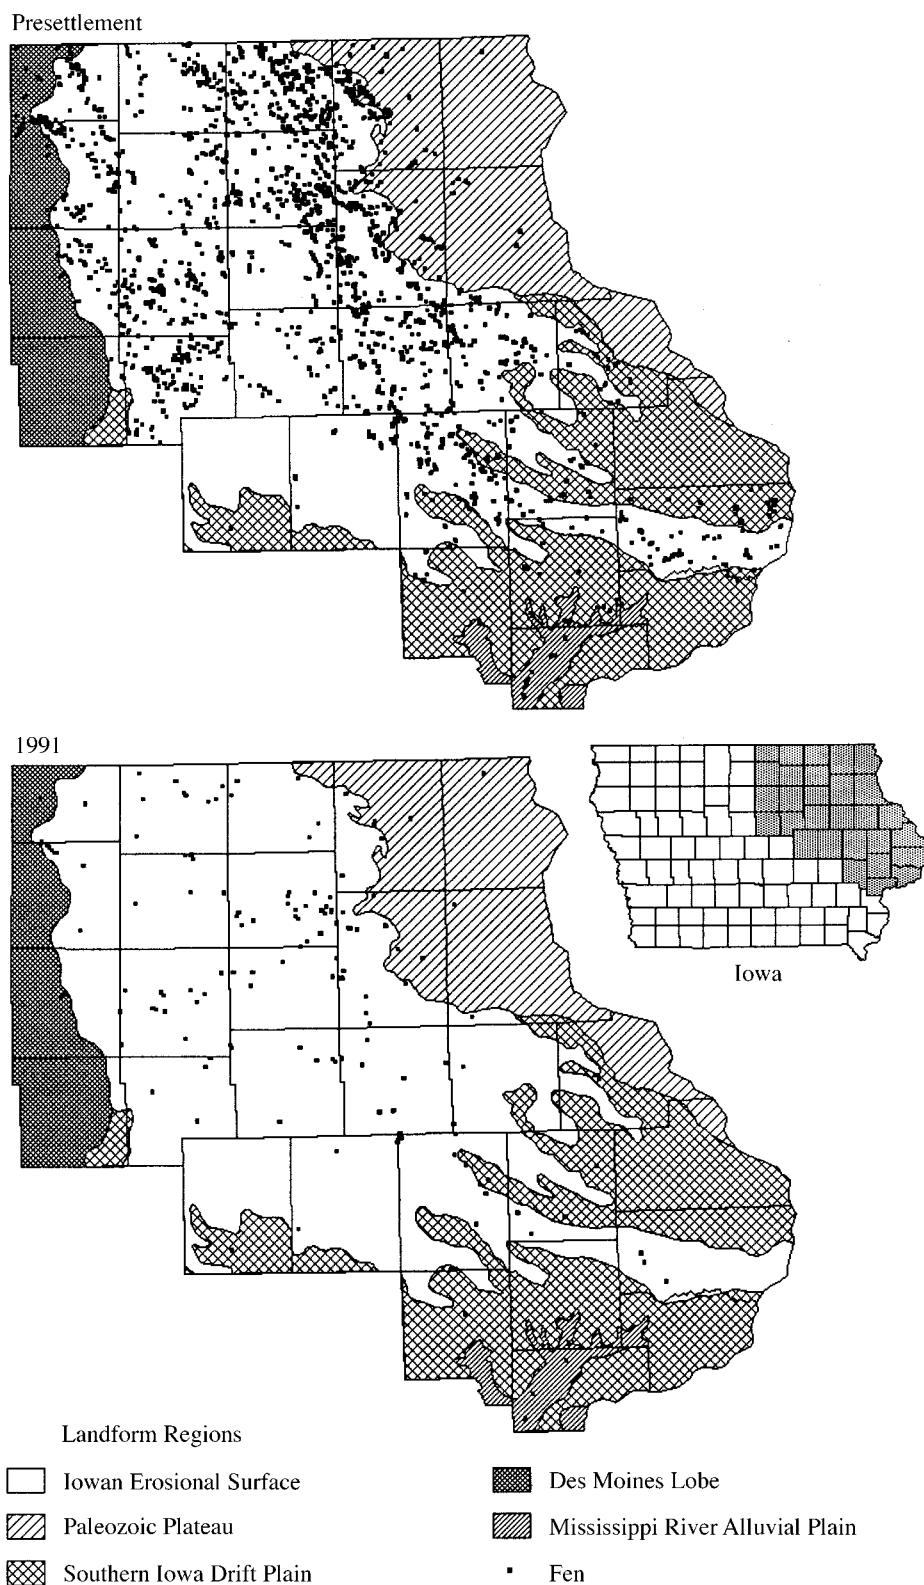 Presettlement
1991
Iowa
Landform Regions
Iowan Erosional Surface
Paleozoic Plateau
Southern Iowa Drift Plain
Des Moines Lobe
Mississippi River Alluvial Plain
Fen